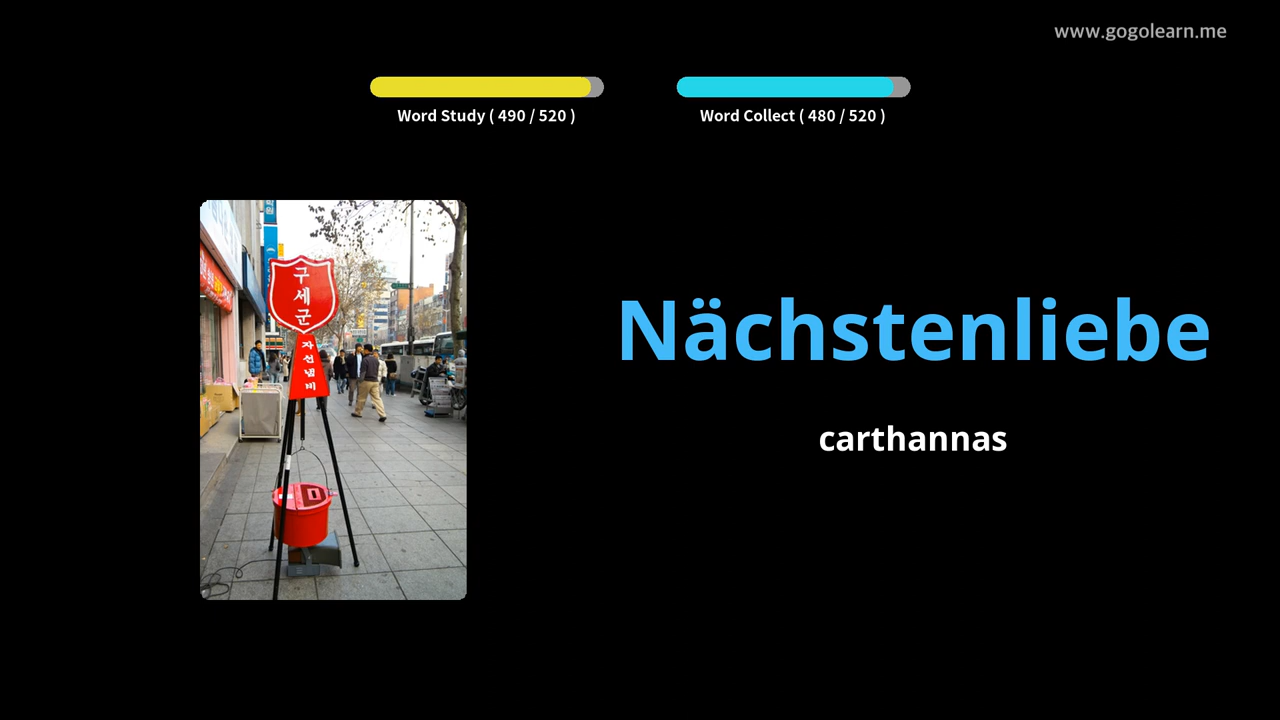 www.gogolearn.me
Word Study ( 490 / 520 )
Word Collect ( 480 / 520 )
구세군
자선냄비
Nächstenliebe
carthannas